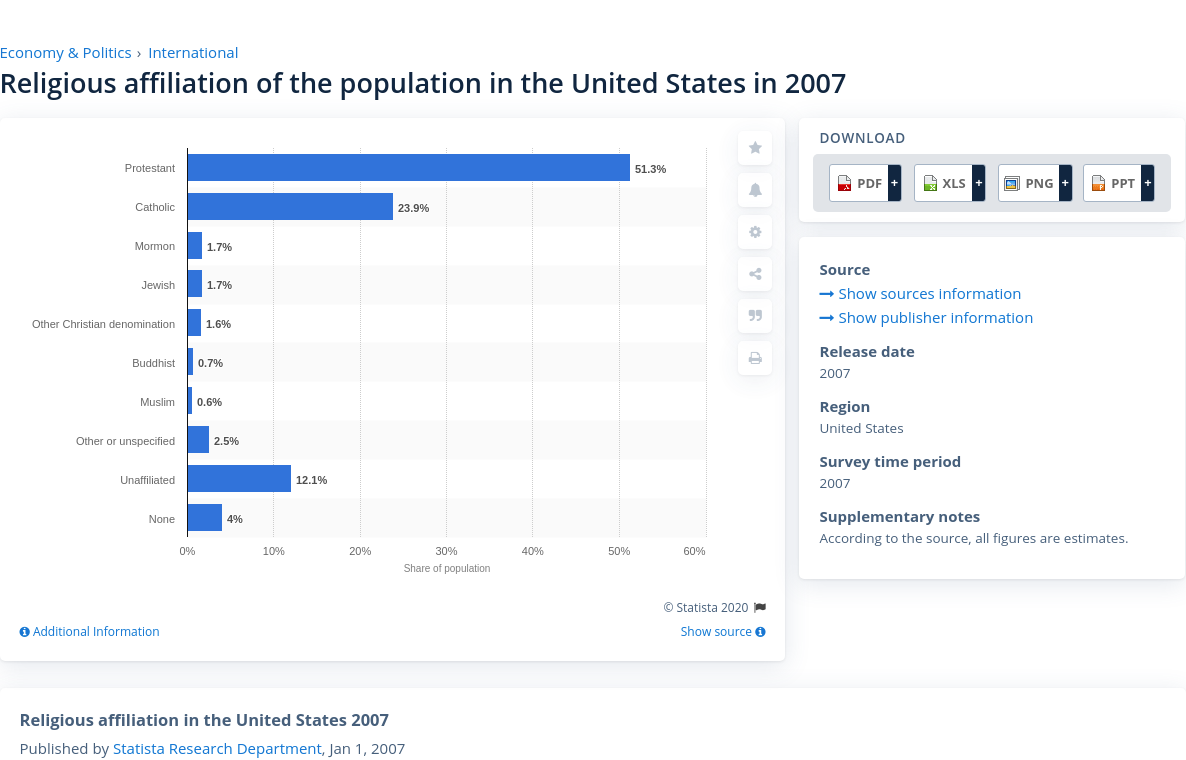 Economy & Politics › International
Religious affiliation of the population in the United States in 2007
Protestant 51.3%
Catholic 23.9%
Mormon 1.7%
Jewish 1.7%
Other Christian denomination 1.6%
Buddhist 0.7%
Muslim 0.6%
Other or unspecified 2.5%
Unaffiliated 12.1%
None 4%
0% 10% 20% 30% 40% 50% 60%
Share of population
© Statista 2020
Additional Information Show source
DOWNLOAD
PDF + XLS + PNG + PPT +
Source
Show sources information
Show publisher information
Release date
2007
Region
United States
Survey time period
2007
Supplementary notes
According to the source, all figures are estimates.
Religious affiliation in the United States 2007
Published by Statista Research Department, Jan 1, 2007